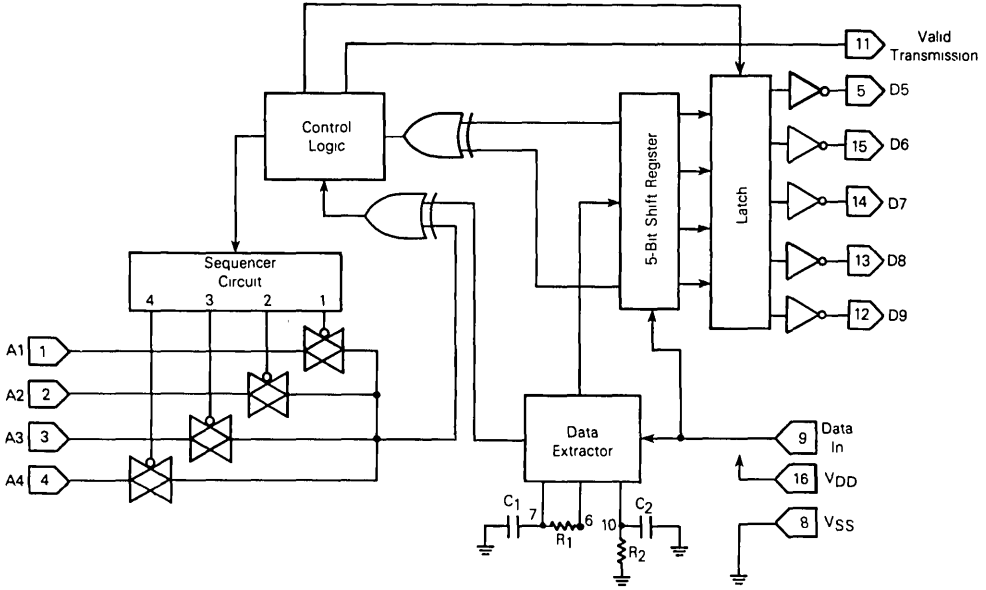 11 Valid Transmission
5 D5
15 D6
14 D7
13 D8
12 D9
Control
Logic
5-Bit Shift Register
Latch
Sequencer
Circuit
4 3 2 1
A1 1
A2 2
A3 3
A4 4
Data
Extractor
9 Data In
16 VDD
8 VSS
C1 7 R1 6 10 C2
R2